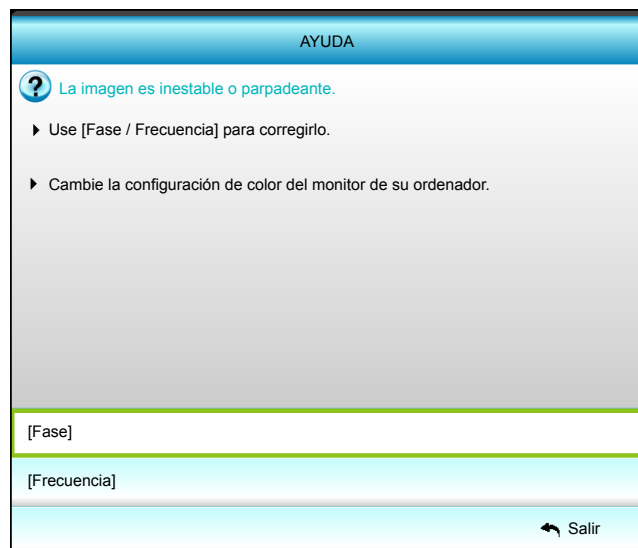 AYUDA
La imagen es inestable o parpadeante.
Use [Fase / Frecuencia] para corregirlo.
Cambie la configuración de color del monitor de su ordenador.
[Fase]
[Frecuencia]
Salir